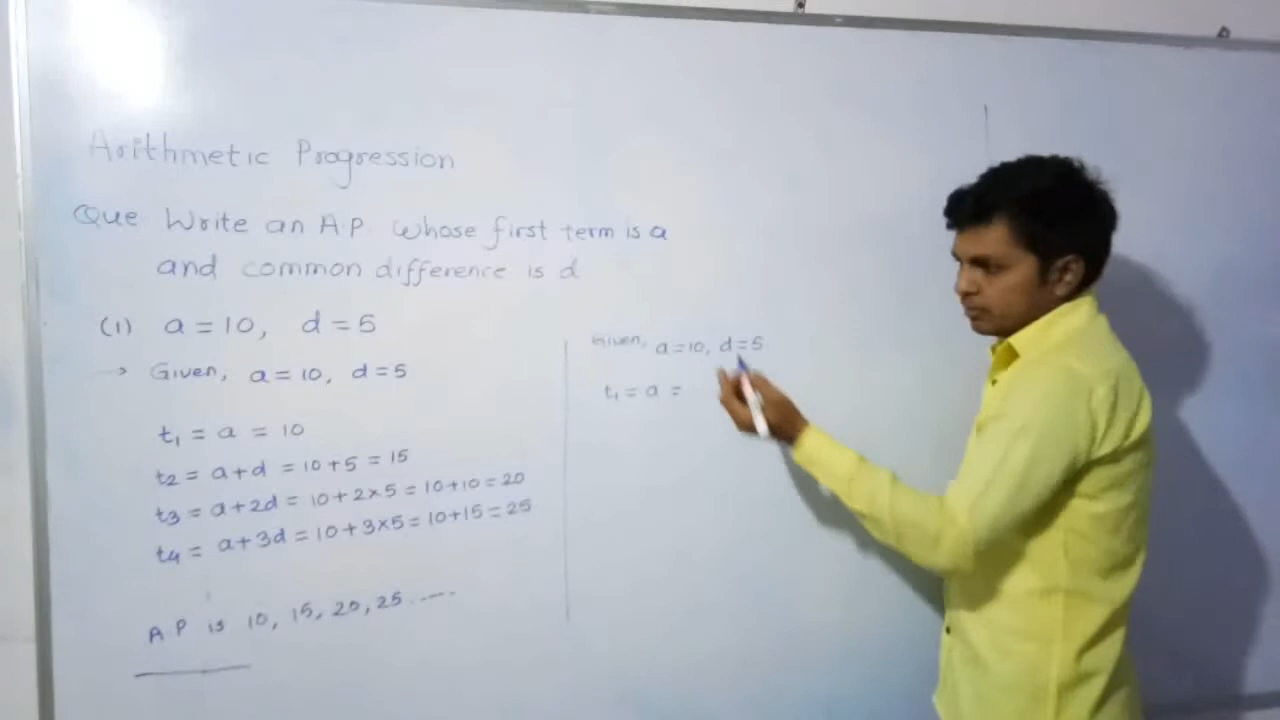 Arithmetic Progression
Que Write an A.P. whose first term is a
and common difference is d
(1) a = 10, d = 5
→ Given, a = 10, d = 5
t₁ = a = 10
t₂ = a+d = 10+5 = 15
t₃ = a+2d = 10+2×5 = 10+10 = 20
t₄ = a+3d = 10+3×5 = 10+15 = 25
AP is 10, 15, 20, 25 ......
Given, a=10, d=5
t₁ = a =